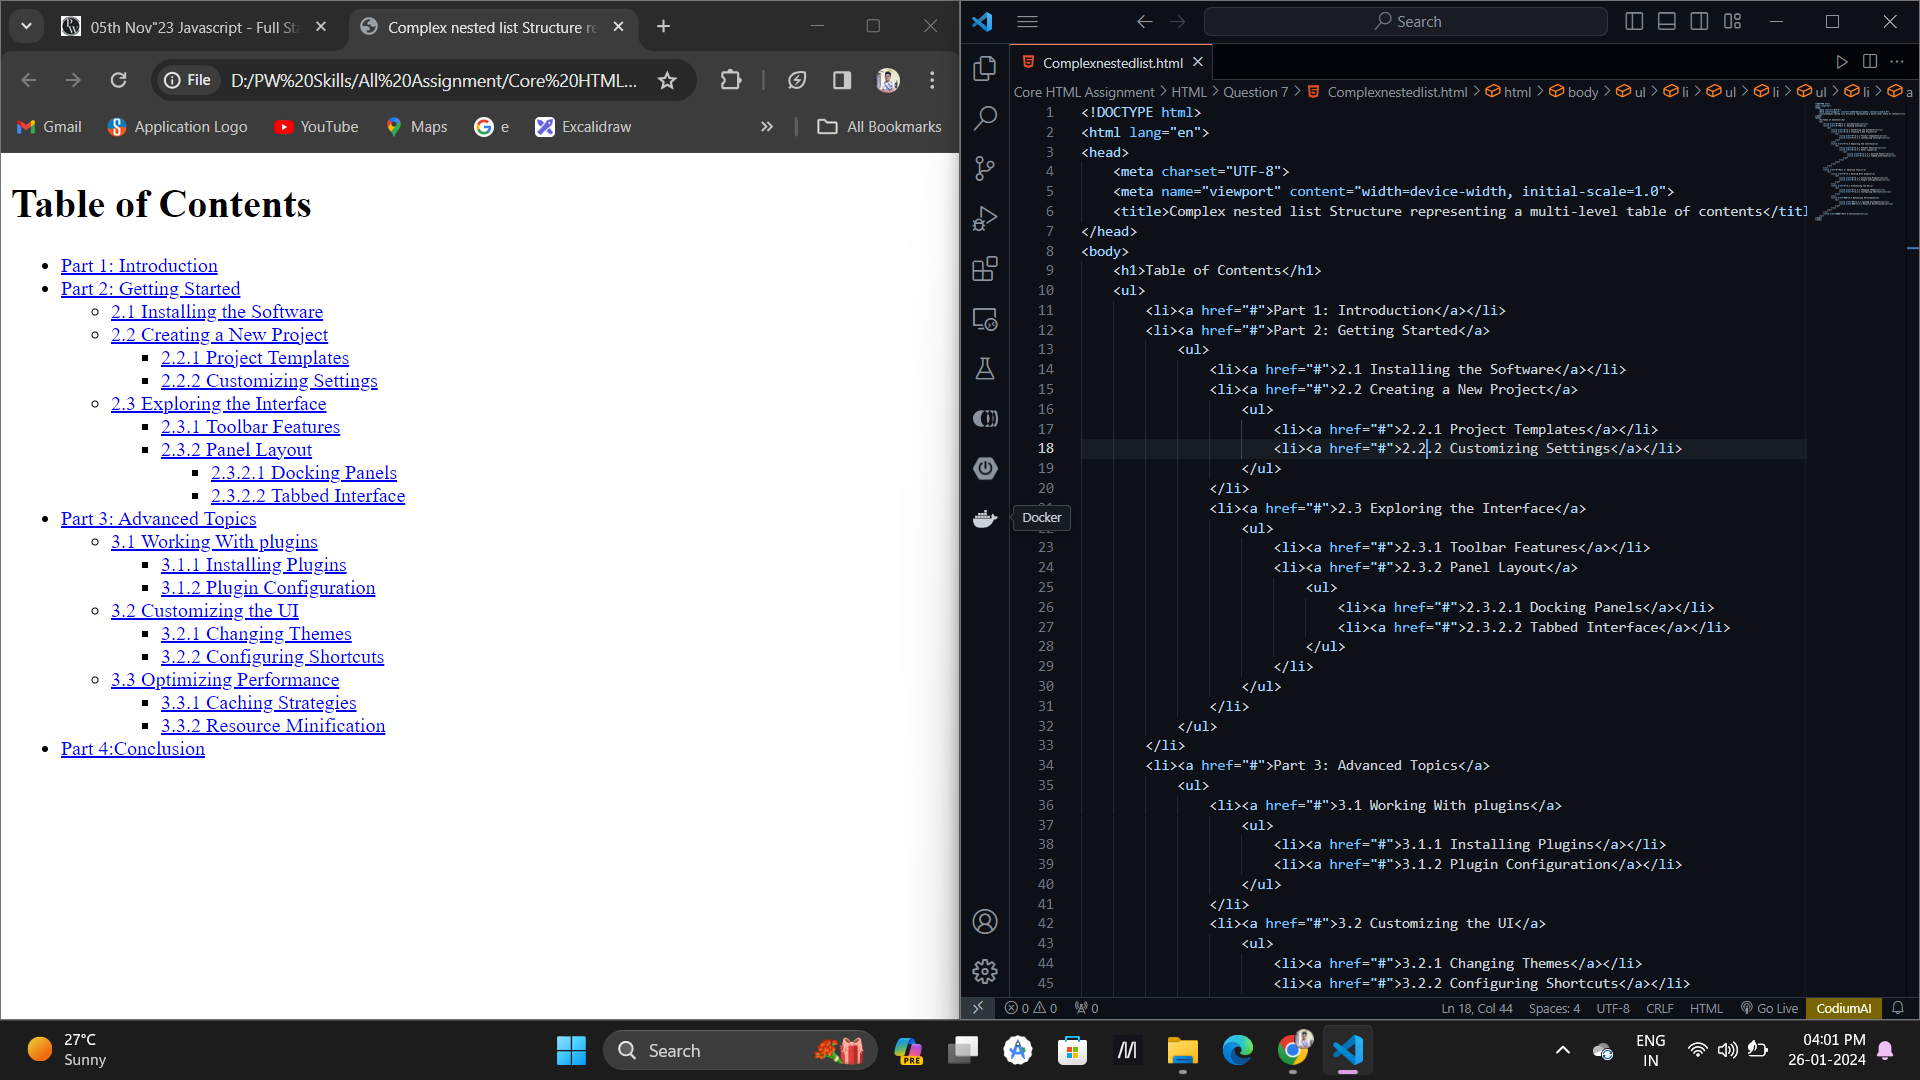 05th Nov"23 Javascript - Full St
Complex nested list Structure re
File
D:/PW%20Skills/All%20Assignment/Core%20HTML...
Gmail
Application Logo
YouTube
Maps
e
Excalidraw
All Bookmarks
Table of Contents
Part 1: Introduction
Part 2: Getting Started
2.1 Installing the Software
2.2 Creating a New Project
2.2.1 Project Templates
2.2.2 Customizing Settings
2.3 Exploring the Interface
2.3.1 Toolbar Features
2.3.2 Panel Layout
2.3.2.1 Docking Panels
2.3.2.2 Tabbed Interface
Part 3: Advanced Topics
3.1 Working With plugins
3.1.1 Installing Plugins
3.1.2 Plugin Configuration
3.2 Customizing the UI
3.2.1 Changing Themes
3.2.2 Configuring Shortcuts
3.3 Optimizing Performance
3.3.1 Caching Strategies
3.3.2 Resource Minification
Part 4:Conclusion
Search
Complexnestedlist.html
Core HTML Assignment > HTML > Question 7 > Complexnestedlist.html > html > body > ul > li > ul > li > ul > li > a
1 <!DOCTYPE html>
2 <html lang="en">
3 <head>
4 <meta charset="UTF-8">
5 <meta name="viewport" content="width=device-width, initial-scale=1.0">
6 <title>Complex nested list Structure representing a multi-level table of contents</titl
7 </head>
8 <body>
9 <h1>Table of Contents</h1>
10 <ul>
11 <li><a href="#">Part 1: Introduction</a></li>
12 <li><a href="#">Part 2: Getting Started</a>
13 <ul>
14 <li><a href="#">2.1 Installing the Software</a></li>
15 <li><a href="#">2.2 Creating a New Project</a>
16 <ul>
17 <li><a href="#">2.2.1 Project Templates</a></li>
18 <li><a href="#">2.2.2 Customizing Settings</a></li>
19 </ul>
20 </li>
<li><a href="#">2.3 Exploring the Interface</a>
Docker
<ul>
23 <li><a href="#">2.3.1 Toolbar Features</a></li>
24 <li><a href="#">2.3.2 Panel Layout</a>
25 <ul>
26 <li><a href="#">2.3.2.1 Docking Panels</a></li>
27 <li><a href="#">2.3.2.2 Tabbed Interface</a></li>
28 </ul>
29 </li>
30 </ul>
31 </li>
32 </ul>
33 </li>
34 <li><a href="#">Part 3: Advanced Topics</a>
35 <ul>
36 <li><a href="#">3.1 Working With plugins</a>
37 <ul>
38 <li><a href="#">3.1.1 Installing Plugins</a></li>
39 <li><a href="#">3.1.2 Plugin Configuration</a></li>
40 </ul>
41 </li>
42 <li><a href="#">3.2 Customizing the UI</a>
43 <ul>
44 <li><a href="#">3.2.1 Changing Themes</a></li>
45 <li><a href="#">3.2.2 Configuring Shortcuts</a></li>
0 0 0 Ln 18, Col 44 Spaces: 4 UTF-8 CRLF HTML Go Live CodiumAI
27°C
Sunny
Search
PRE
ENG
IN
04:01 PM
26-01-2024